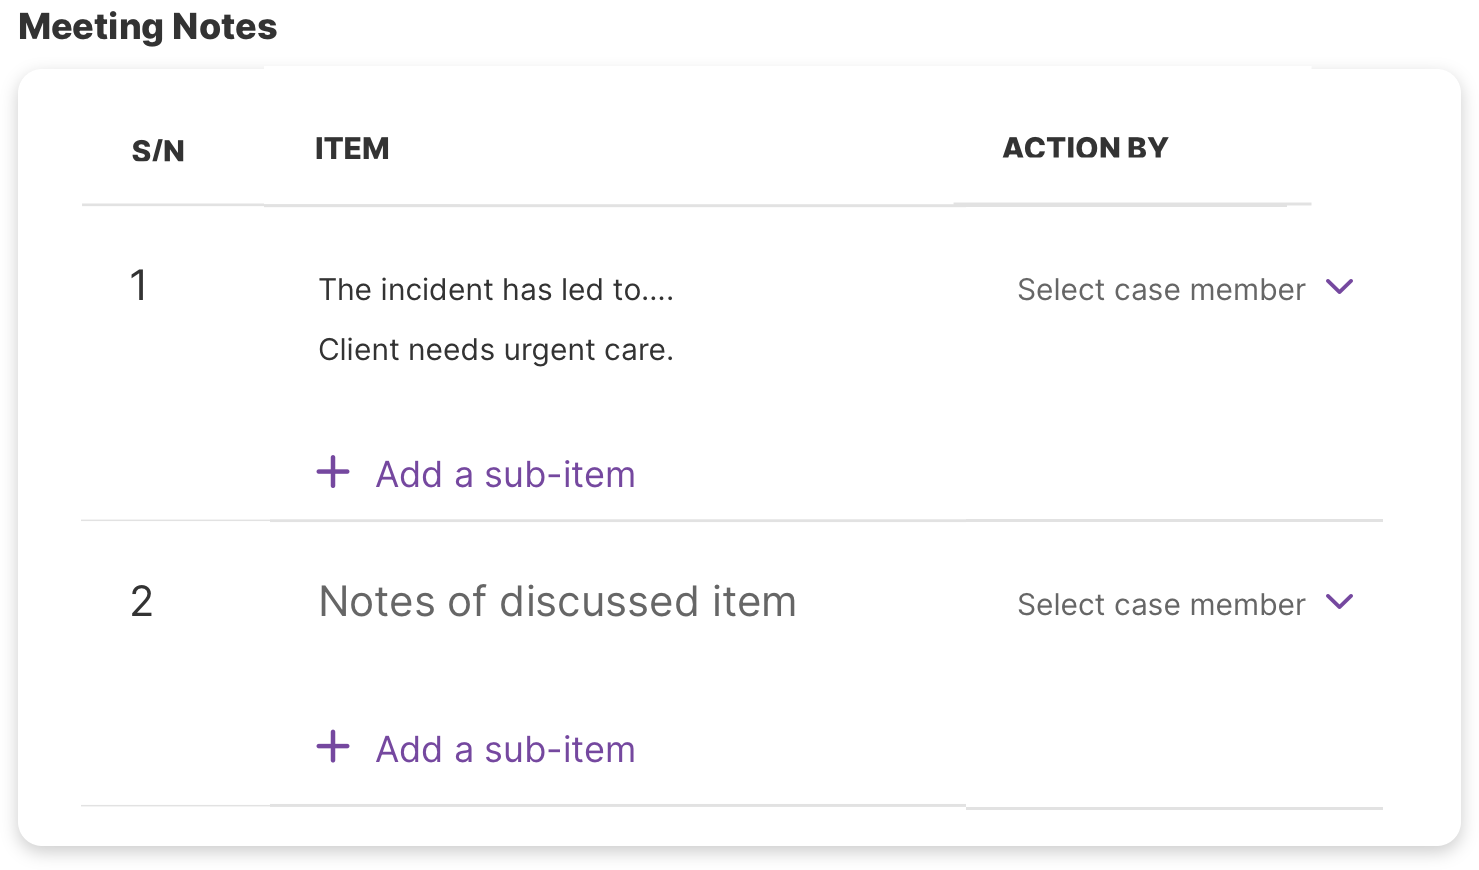 Meeting Notes
S/N ITEM ACTION BY
1 The incident has led to.... Select case member
Client needs urgent care.
Add a sub-item
2 Notes of discussed item Select case member
Add a sub-item